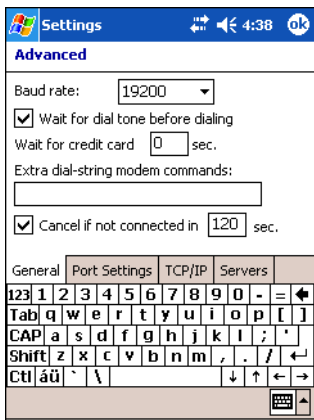 Settings 4:38 ok
Advanced
Baud rate: 19200
Wait for dial tone before dialing
Wait for credit card 0 sec.
Extra dial-string modem commands:
Cancel if not connected in 120 sec.
General Port Settings TCP/IP Servers
123 1 2 3 4 5 6 7 8 9 0 - =
Tab q w e r t y u i o p [ ]
CAP a s d f g h j k l ; '
Shift z x c v b n m , . /
Ctl áü ` \